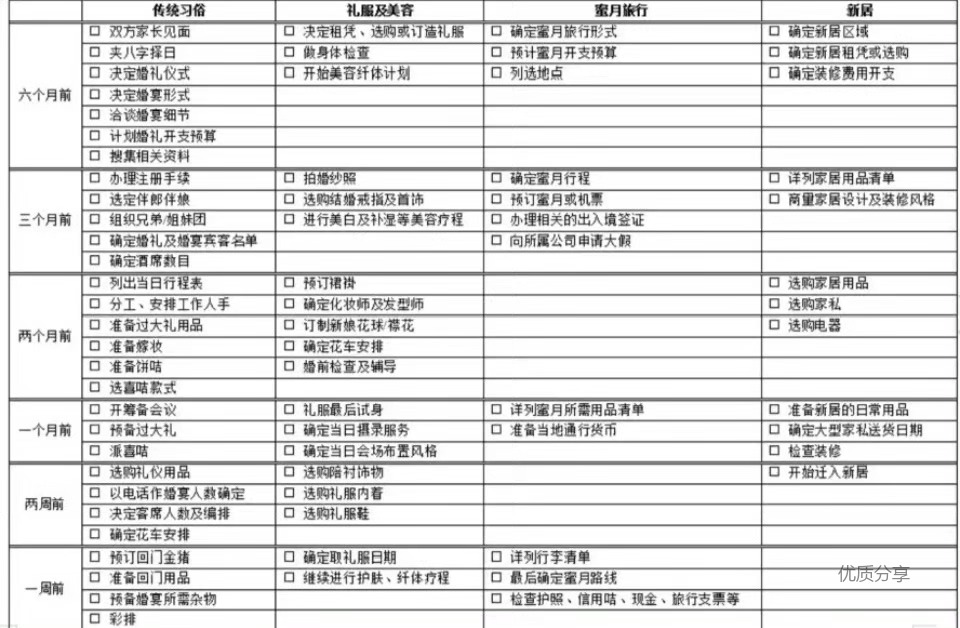 传统习俗 礼服及美容 蜜月旅行 新居
六个月前
□ 双方家长见面 □ 决定租凭、选购或订造礼服 □ 确定蜜月旅行形式 □ 确定新居区域
□ 夹八字择日 □ 做身体检查 □ 预计蜜月开支预算 □ 确定新居租凭或选购
□ 决定婚礼仪式 □ 开始美容纤体计划 □ 列选地点 □ 确定装修费用开支
□ 决定婚宴形式
□ 洽谈婚宴细节
□ 计划婚礼开支预算
□ 搜集相关资料
三个月前
□ 办理注册手续 □ 拍婚纱照 □ 确定蜜月行程 □ 详列家居用品清单
□ 选定伴郎伴娘 □ 选购结婚戒指及首饰 □ 预订蜜月或机票 □ 商量家居设计及装修风格
□ 组织兄弟/姐妹团 □ 进行美白及补湿等美容疗程 □ 办理相关的出入境签证
□ 确定婚礼及婚宴宾客名单 □ 向所属公司申请大假
□ 确定酒席数目
两个月前
□ 列出当日行程表 □ 预订裙褂 □ 选购家居用品
□ 分工、安排工作人手 □ 确定化妆师及发型师 □ 选购家私
□ 准备过大礼用品 □ 订制新娘花球/襟花 □ 选购电器
□ 准备嫁妆 □ 确定花车安排
□ 准备饼咭 □ 婚前检查及辅导
□ 选喜咭款式
一个月前
□ 开筹备会议 □ 礼服最后试身 □ 详列蜜月所需用品清单 □ 准备新居的日常用品
□ 预备过大礼 □ 确定当日摄录服务 □ 准备当地通行货币 □ 确定大型家私送货日期
□ 派喜咭 □ 确定当日会场布置风格 □ 检查装修
两周前
□ 选购礼仪用品 □ 选购陪衬饰物 □ 开始迁入新居
□ 以电话作婚宴人数确定 □ 选购礼服内着
□ 决定客席人数及编排 □ 选购礼服鞋
□ 确定花车安排
一周前
□ 预订回门金猪 □ 确定取礼服日期 □ 详列行李清单
□ 准备回门用品 □ 继续进行护肤、纤体疗程 □ 最后确定蜜月路线
□ 预备婚宴所需杂物 □ 检查护照、信用咭、现金、旅行支票等
□ 彩排
优质分享